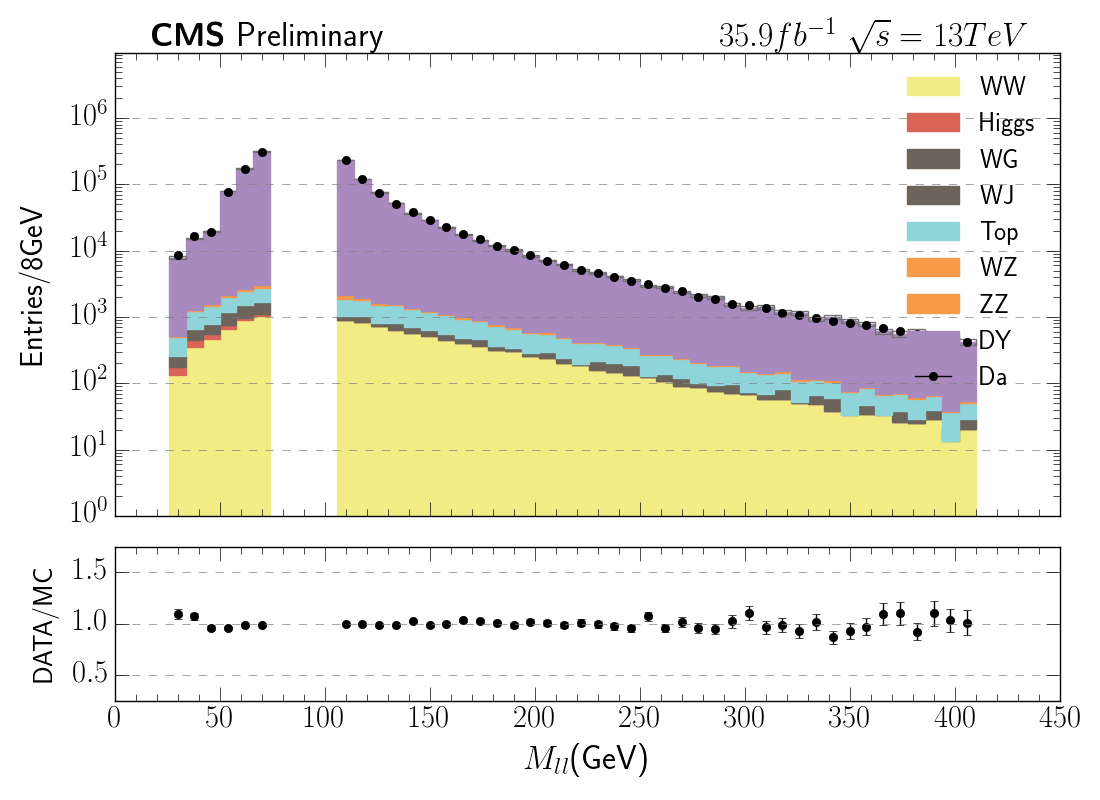 CMS Preliminary
35.9fb⁻¹ √s = 13TeV
Entries/8GeV
10⁶
10⁵
10⁴
10³
10²
10¹
10⁰
WW
Higgs
WG
WJ
Top
WZ
ZZ
DY
Da
DATA/MC
1.5
1.0
0.5
0 50 100 150 200 250 300 350 400 450
M_ll(GeV)